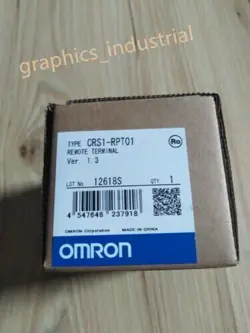 graphics_industrial
TYPE CRS1-RPT01
REMOTE TERMINAL
Ver. 1.3
LOT No. 12618S QTY 1
4 547648 237918
OMRON
OMRON Corporation MADE IN CHINA